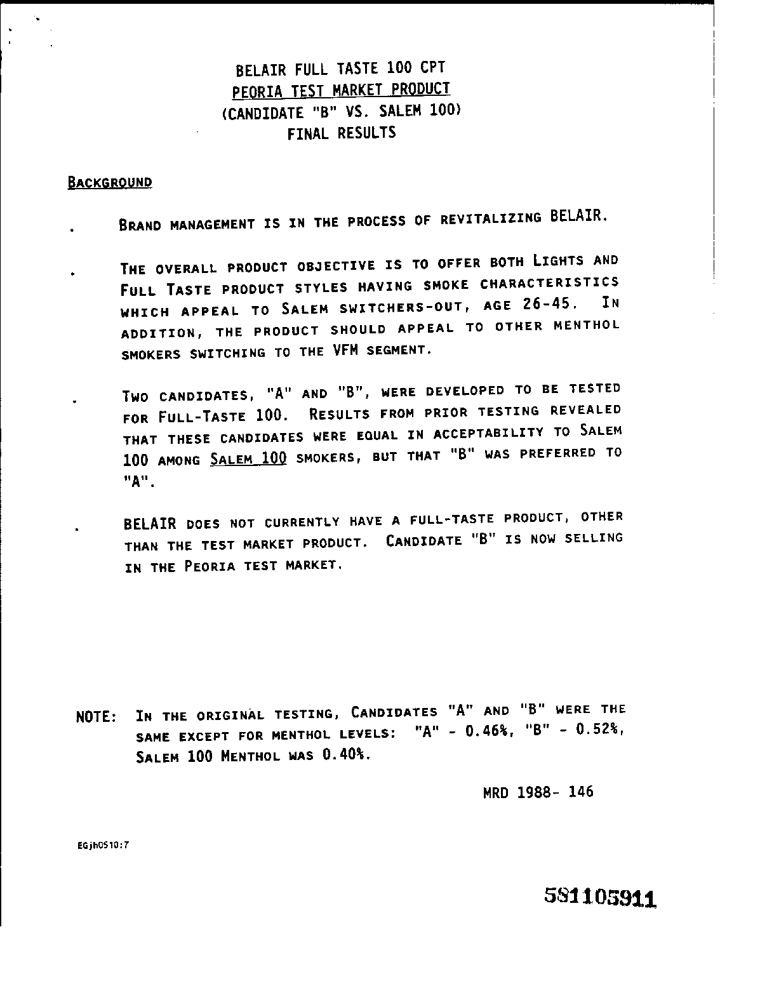 BELAIR FULL TASTE 100 CPT
PEORIA TEST MARKET PRODUCT
(CANDIDATE "B" VS. SALEM 100)
FINAL RESULTS
BACKGROUND
. BRAND MANAGEMENT IS IN THE PROCESS OF REVITALIZING BELAIR.
. THE OVERALL PRODUCT OBJECTIVE IS TO OFFER BOTH LIGHTS AND
FULL TASTE PRODUCT STYLES HAVING SMOKE CHARACTERISTICS
WHICH APPEAL TO SALEM SWITCHERS-OUT, AGE 26-45. IN
ADDITION, THE PRODUCT SHOULD APPEAL TO OTHER MENTHOL
SMOKERS SWITCHING TO THE VFM SEGMENT.
. TWO CANDIDATES, "A" AND "B", WERE DEVELOPED TO BE TESTED
FOR FULL-TASTE 100. RESULTS FROM PRIOR TESTING REVEALED
THAT THESE CANDIDATES WERE EQUAL IN ACCEPTABILITY TO SALEM
100 AMONG SALEM 100 SMOKERS, BUT THAT "B" WAS PREFERRED TO
"A".
. BELAIR DOES NOT CURRENTLY HAVE A FULL-TASTE PRODUCT, OTHER
THAN THE TEST MARKET PRODUCT. CANDIDATE "B" IS NOW SELLING
IN THE PEORIA TEST MARKET.
NOTE: IN THE ORIGINAL TESTING, CANDIDATES "A" AND "B" WERE THE
SAME EXCEPT FOR MENTHOL LEVELS: "A" - 0.46%, "B" - 0.52%,
SALEM 100 MENTHOL WAS 0.40%.
MRD 1988- 146
EGjh0510:7
581105911